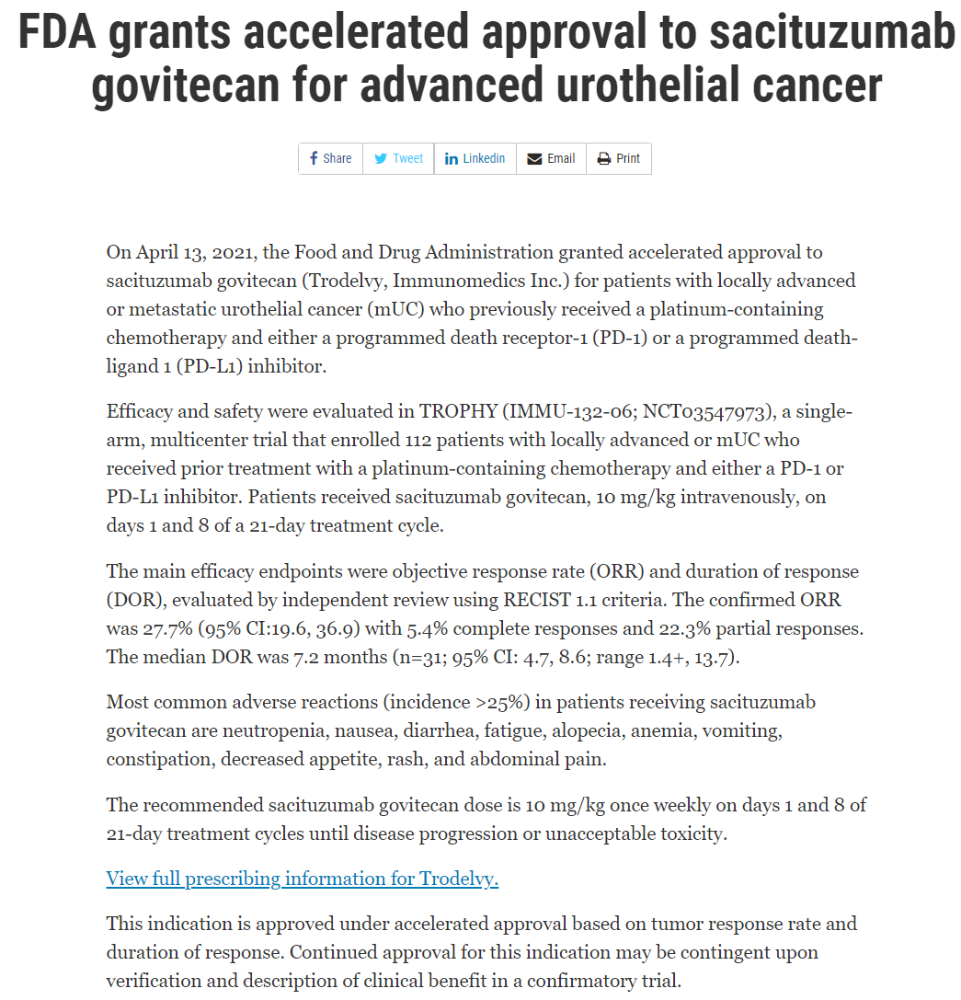 FDA grants accelerated approval to sacituzumab
govitecan for advanced urothelial cancer
Share Tweet Linkedin Email Print
On April 13, 2021, the Food and Drug Administration granted accelerated approval to
sacituzumab govitecan (Trodelvy, Immunomedics Inc.) for patients with locally advanced
or metastatic urothelial cancer (mUC) who previously received a platinum-containing
chemotherapy and either a programmed death receptor-1 (PD-1) or a programmed death-
ligand 1 (PD-L1) inhibitor.
Efficacy and safety were evaluated in TROPHY (IMMU-132-06; NCT03547973), a single-
arm, multicenter trial that enrolled 112 patients with locally advanced or mUC who
received prior treatment with a platinum-containing chemotherapy and either a PD-1 or
PD-L1 inhibitor. Patients received sacituzumab govitecan, 10 mg/kg intravenously, on
days 1 and 8 of a 21-day treatment cycle.
The main efficacy endpoints were objective response rate (ORR) and duration of response
(DOR), evaluated by independent review using RECIST 1.1 criteria. The confirmed ORR
was 27.7% (95% CI:19.6, 36.9) with 5.4% complete responses and 22.3% partial responses.
The median DOR was 7.2 months (n=31; 95% CI: 4.7, 8.6; range 1.4+, 13.7).
Most common adverse reactions (incidence >25%) in patients receiving sacituzumab
govitecan are neutropenia, nausea, diarrhea, fatigue, alopecia, anemia, vomiting,
constipation, decreased appetite, rash, and abdominal pain.
The recommended sacituzumab govitecan dose is 10 mg/kg once weekly on days 1 and 8 of
21-day treatment cycles until disease progression or unacceptable toxicity.
View full prescribing information for Trodelvy.
This indication is approved under accelerated approval based on tumor response rate and
duration of response. Continued approval for this indication may be contingent upon
verification and description of clinical benefit in a confirmatory trial.